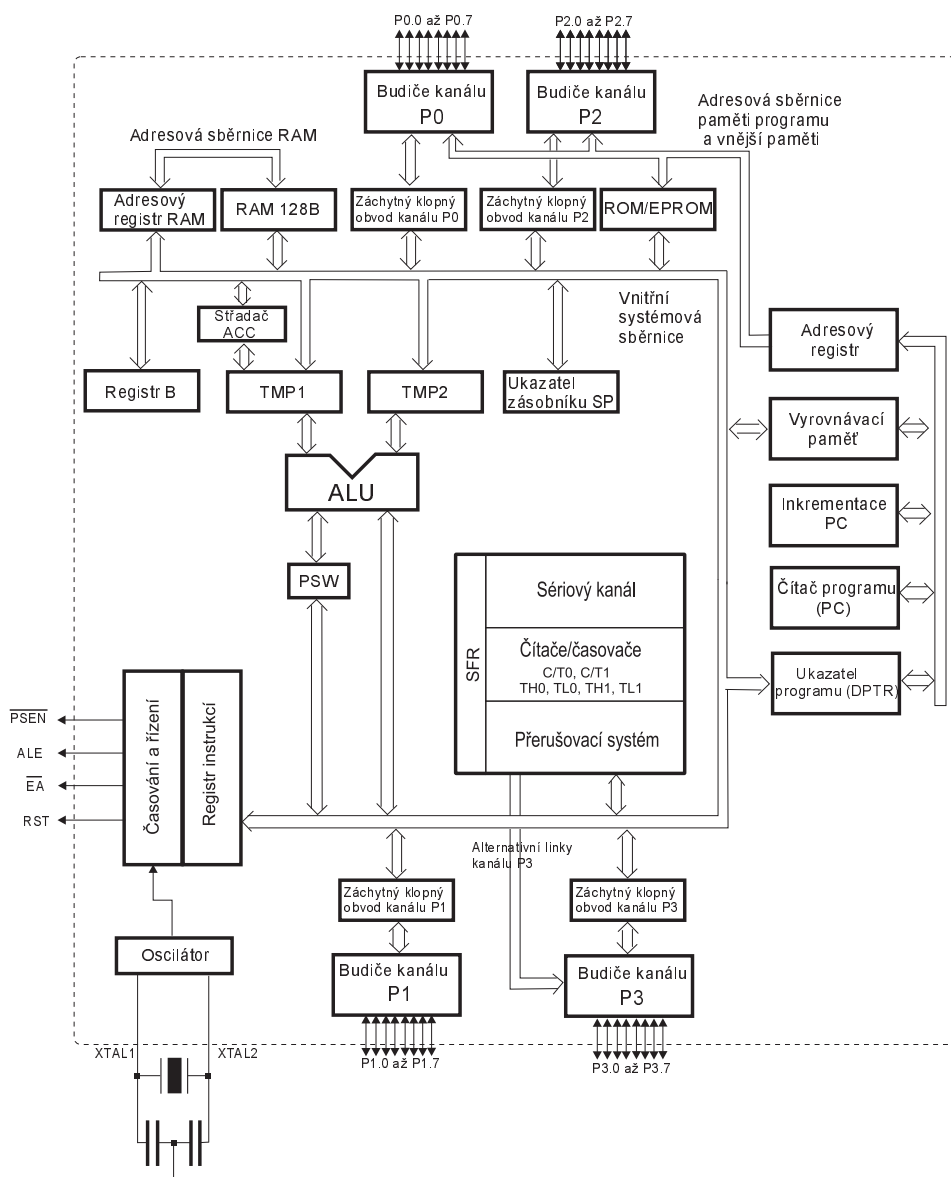 P0.0 až P0.7
P2.0 až P2.7
Budiče kanálu
P0
Budiče kanálu
P2
Adresová sběrnice
paměti programu
a vnější paměti
Adresová sběrnice RAM
Adresový
registr RAM
RAM 128B
Záchytný klopný
obvod kanálu P0
Záchytný klopný
obvod kanálu P2
ROM/EPROM
Vnitřní
systémová
sběrnice
Střadač
ACC
Adresový
registr
Registr B
TMP1
TMP2
Ukazatel
zásobníku SP
Vyrovnávací
paměť
ALU
Inkrementace
PC
PSW
SFR
Sériový kanál
Čítač programu
(PC)
Čítače/časovače
C/T0, C/T1
TH0, TL0, TH1, TL1
Ukazatel
programu (DPTR)
Přerušovací systém
PSEN
ALE
EA
RST
Časování a řízení
Registr instrukcí
Alternativní linky
kanálu P3
Záchytný klopný
obvod kanálu P1
Záchytný klopný
obvod kanálu P3
Oscilátor
Budiče kanálu
P1
Budiče kanálu
P3
XTAL1
XTAL2
P1.0 až P1.7
P3.0 až P3.7